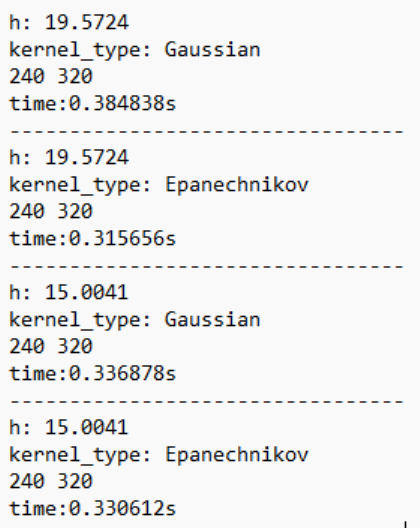 h: 19.5724
kernel_type: Gaussian
240 320
time:0.384838s
---------------------------------
h: 19.5724
kernel_type: Epanechnikov
240 320
time:0.315656s
---------------------------------
h: 15.0041
kernel_type: Gaussian
240 320
time:0.336878s
---------------------------------
h: 15.0041
kernel_type: Epanechnikov
240 320
time:0.330612s